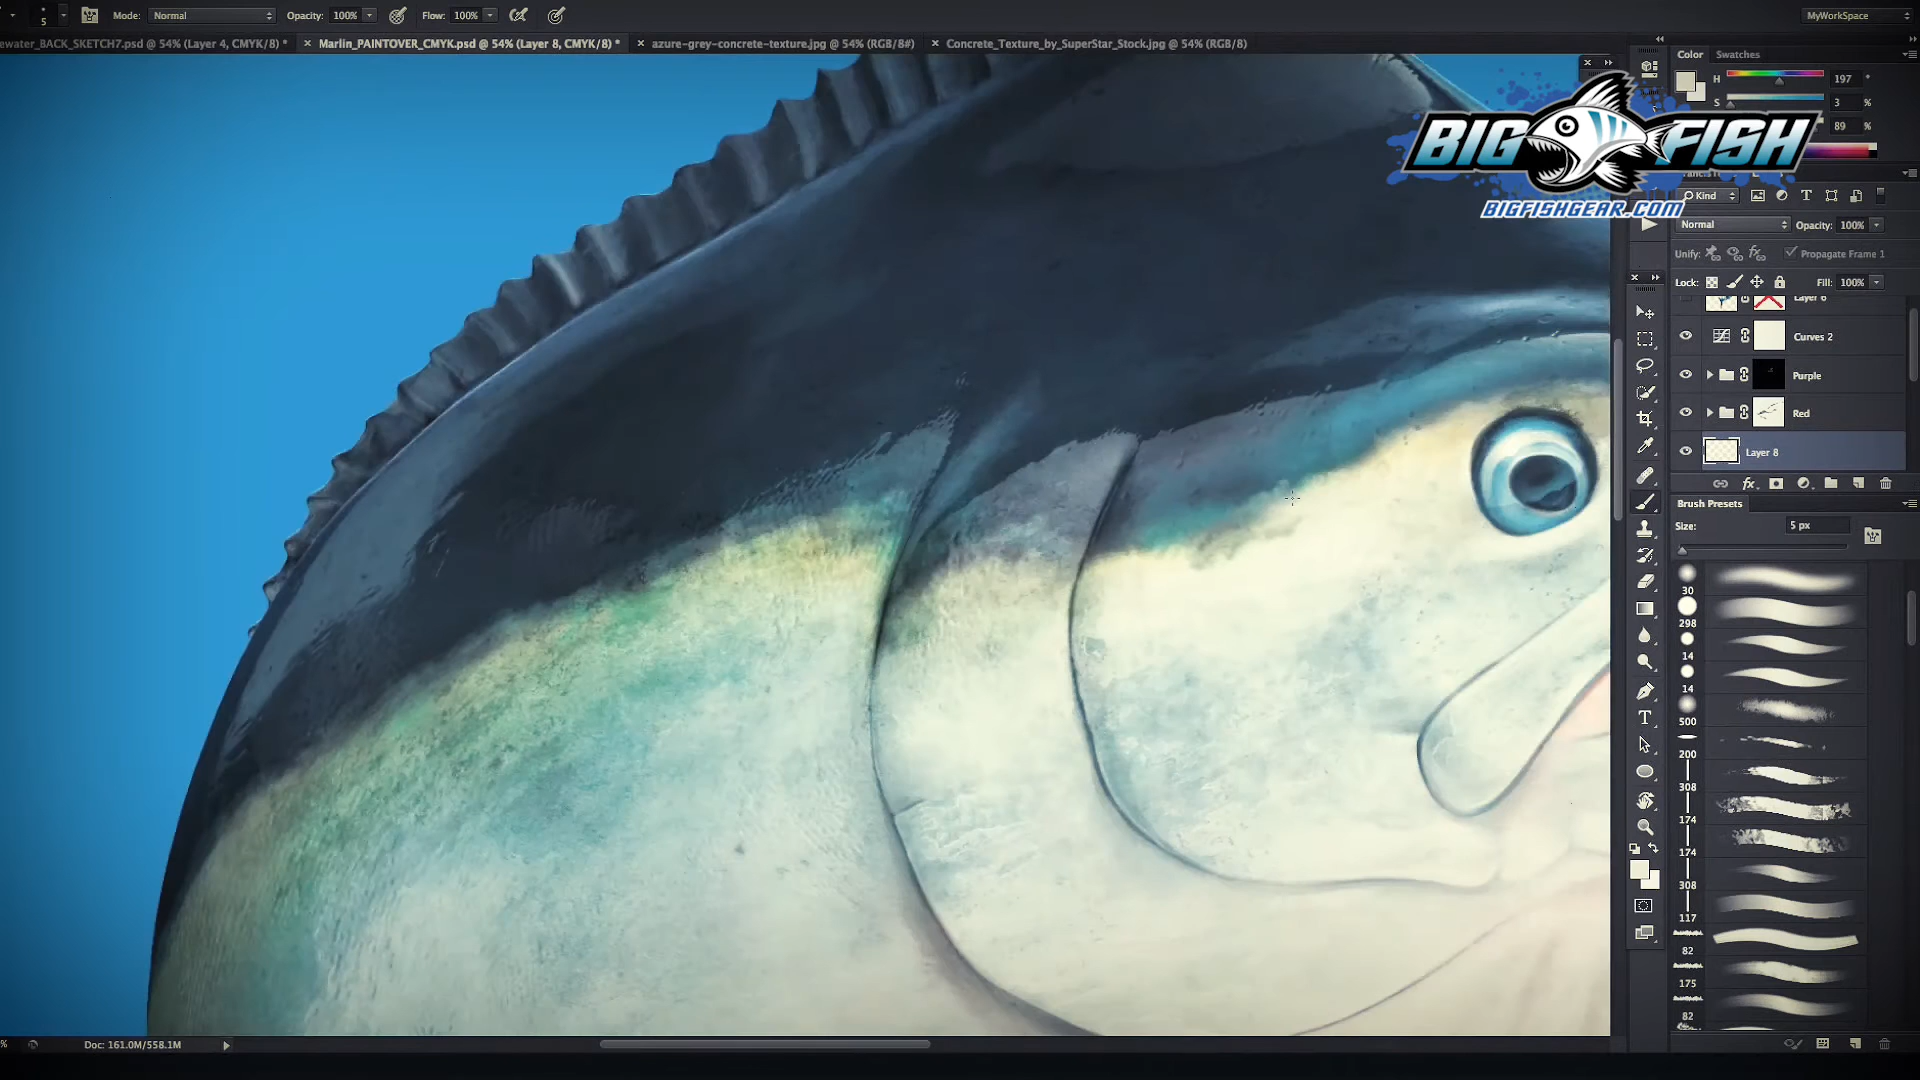 5 Mode: Normal Opacity: 100% Flow: 100% MyWorkSpace
ewater_BACK_SKETCH7.psd @ 54% (Layer 4, CMYK/8) * × Marlin_PAINTOVER_CMYK.psd @ 54% (Layer 8, CMYK/8) * × azure-grey-concrete-texture.jpg @ 54% (RGB/8#) × Concrete_Texture_by_SuperStar_Stock.jpg @ 54% (RGB/8)
Color Swatches
H 197 °
S 3 %
89 %
BIG FISH
BIGFISHGEAR.COM
Kind
Normal Opacity: 100%
Unify: Propagate Frame 1
Lock: Fill: 100%
Layer 6
Curves 2
Purple
Red
Layer 8
fx
Brush Presets
Size: 5 px
30
298
14
14
500
200
308
174
174
308
117
82
175
82
% Doc: 161.0M/558.1M